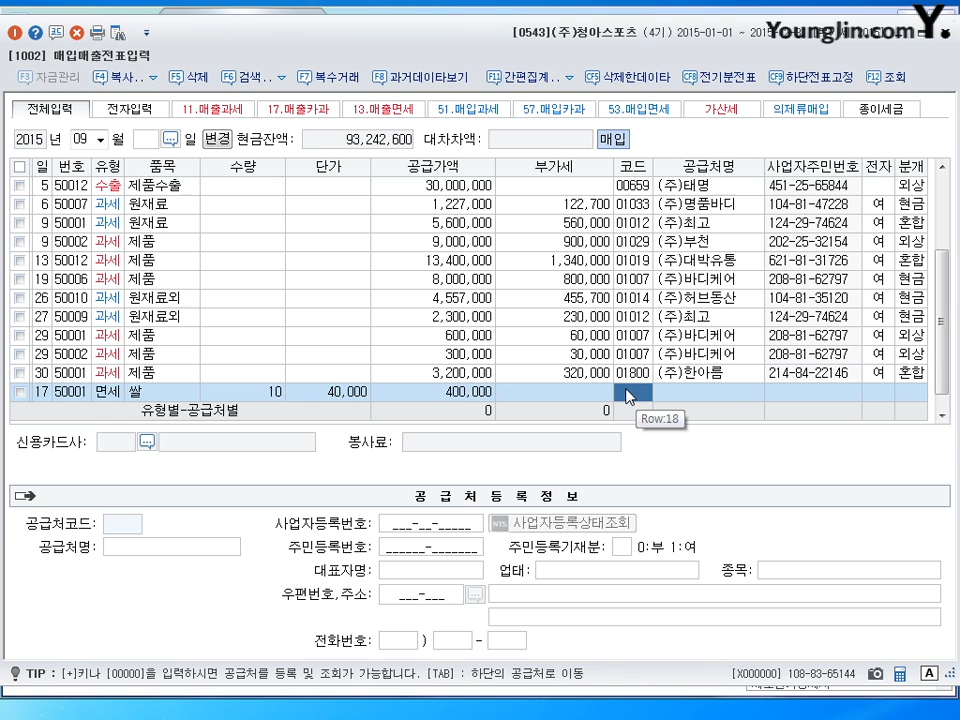 [0543](주)청아스포츠 (4기) 2015-01-01 ~
Younglin.com Y.
[1002] 매입매출전표입력
F3 자금관리 F4 복사.. F5 삭제 F6 검색.. F7 복수거래 F8 과거데이타보기 F11 간편집계.. CF5 삭제한데이타 CF8 전기분전표 CF9 하단전표고정 F12 조회
전체입력 전자입력 11.매출과세 17.매출카과 13.매출면세 51.매입과세 57.매입카과 53.매입면세 가산세 의제류매입 종이세금
2015 년 09 월 일 변경 현금잔액: 93,242,600 대차차액: 매입
일 번호 유형 품목 수량 단가 공급가액 부가세 코드 공급처명 사업자주민번호 전자 분개
5 50012 수출 제품수출 30,000,000 00659 (주)태명 451-25-65844 외상
6 50007 과세 원재료 1,227,000 122,700 01033 (주)명품바디 104-81-47228 여 현금
9 50001 과세 원재료 5,600,000 560,000 01012 (주)최고 124-29-74624 여 혼합
9 50002 과세 제품 9,000,000 900,000 01029 (주)부천 202-25-32154 여 외상
13 50012 과세 제품 13,400,000 1,340,000 01019 (주)대박유통 621-81-31726 여 혼합
19 50006 과세 제품 8,000,000 800,000 01007 (주)바디케어 208-81-62797 여 현금
26 50010 과세 원재료외 4,557,000 455,700 01014 (주)허브동산 104-81-35120 여 현금
27 50009 과세 원재료외 2,300,000 230,000 01012 (주)최고 124-29-74624 여 현금
29 50001 과세 제품 600,000 60,000 01007 (주)바디케어 208-81-62797 여 외상
29 50002 과세 제품 300,000 30,000 01007 (주)바디케어 208-81-62797 여 외상
30 50001 과세 제품 3,200,000 320,000 01800 (주)한아름 214-84-22146 여 혼합
17 50001 면세 쌀 10 40,000 400,000
유형별-공급처별 0 0
Row:18
신용카드사: 봉사료:
공 급 처 등 록 정 보
공급처코드: 사업자등록번호: ___-__-_____ NTS 사업자등록상태조회
공급처명: 주민등록번호: ______-_______ 주민등록기재분: 0:부 1:여
대표자명: 업태: 종목:
우편번호,주소: ___-___
전화번호: ) -
TIP : [+]키나 [00000]을 입력하시면 공급처를 등록 및 조회가 가능합니다. [TAB] : 하단의 공급처로 이동 [X000000] 108-83-65144 A